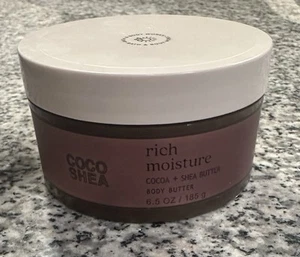 COCO
SHEA
rich
moisture
COCOA + SHEA BUTTER
BODY BUTTER
6.5 OZ / 185 g